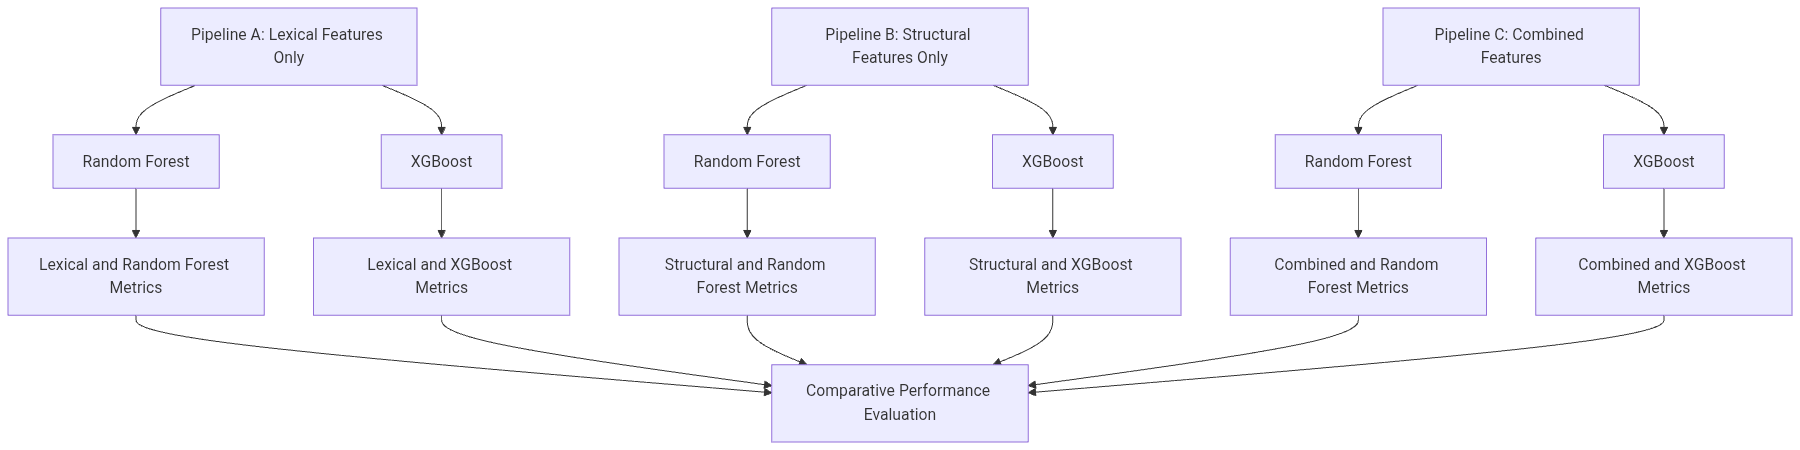 Pipeline A: Lexical Features
Only
Pipeline B: Structural
Features Only
Pipeline C: Combined
Features
Random Forest
XGBoost
Random Forest
XGBoost
Random Forest
XGBoost
Lexical and Random Forest
Metrics
Lexical and XGBoost
Metrics
Structural and Random
Forest Metrics
Structural and XGBoost
Metrics
Combined and Random
Forest Metrics
Combined and XGBoost
Metrics
Comparative Performance
Evaluation